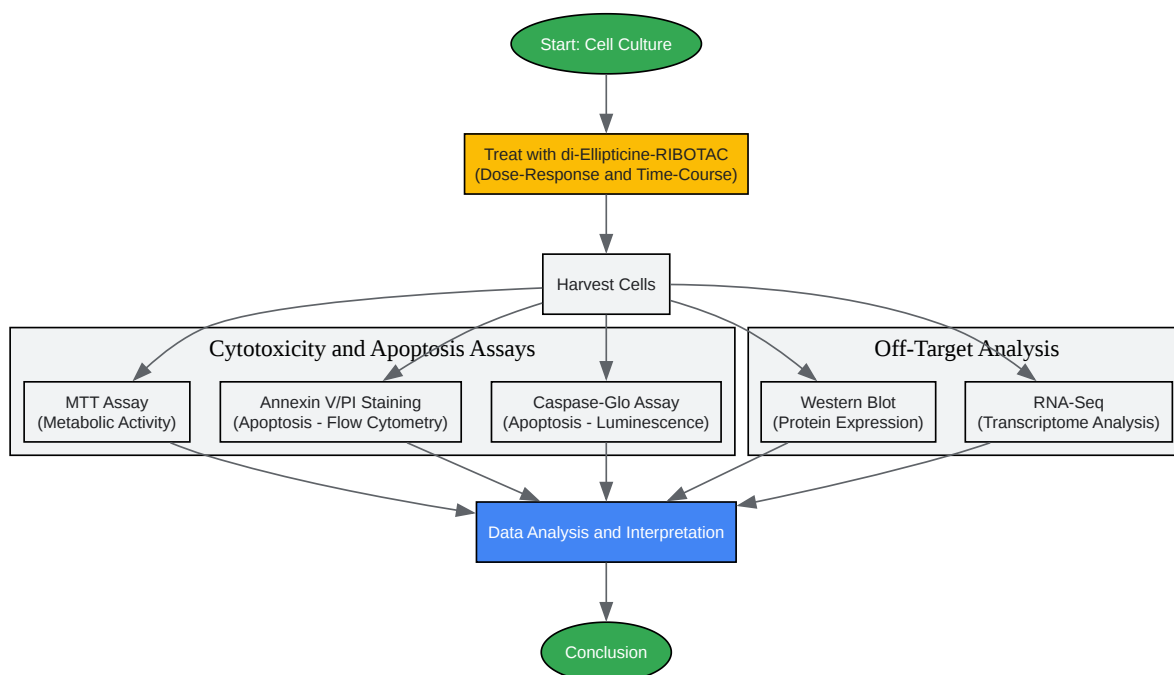 Start: Cell Culture
Treat with di-Ellipticine-RIBOTAC
(Dose-Response and Time-Course)
Harvest Cells
Cytotoxicity and Apoptosis Assays
Off-Target Analysis
MTT Assay
(Metabolic Activity)
Annexin V/PI Staining
(Apoptosis - Flow Cytometry)
Caspase-Glo Assay
(Apoptosis - Luminescence)
Western Blot
(Protein Expression)
RNA-Seq
(Transcriptome Analysis)
Data Analysis and Interpretation
Conclusion